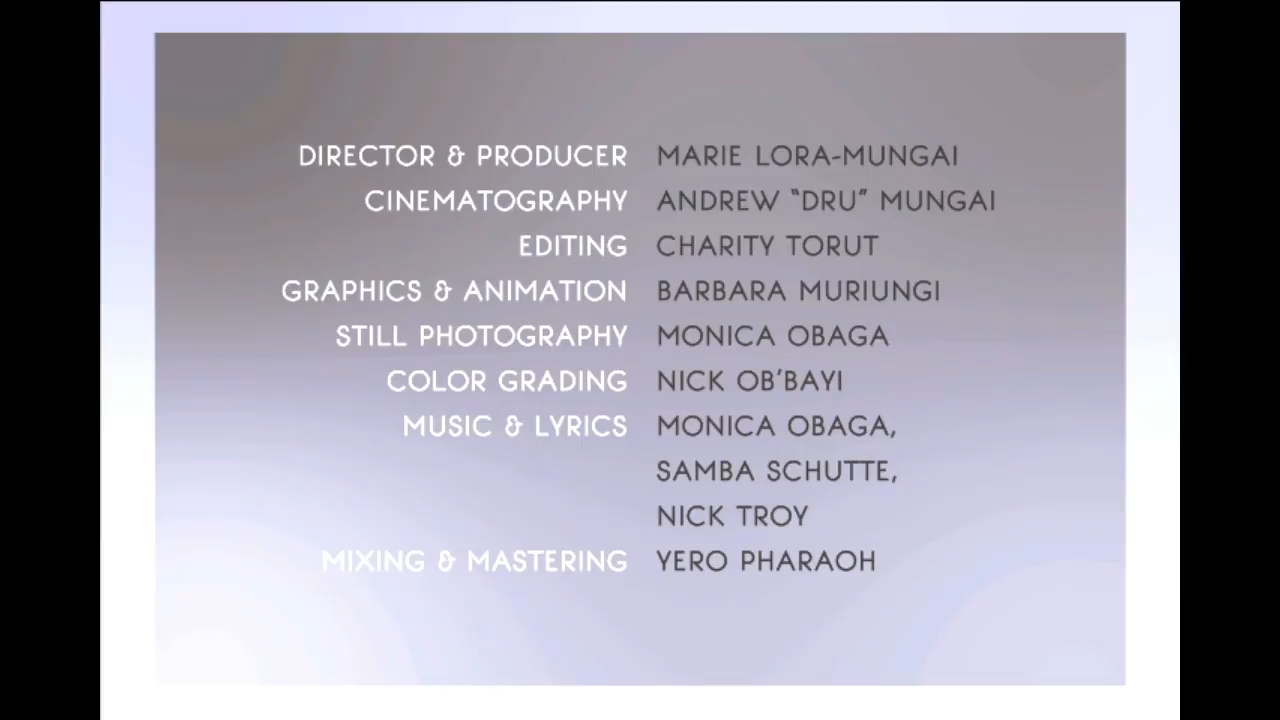 DIRECTOR & PRODUCER MARIE LORA-MUNGAI
CINEMATOGRAPHY ANDREW “DRU” MUNGAI
EDITING CHARITY TORUT
GRAPHICS & ANIMATION BARBARA MURIUNGI
STILL PHOTOGRAPHY MONICA OBAGA
COLOR GRADING NICK OB’BAYI
MUSIC & LYRICS MONICA OBAGA,
SAMBA SCHUTTE,
NICK TROY
MIXING & MASTERING YERO PHARAOH